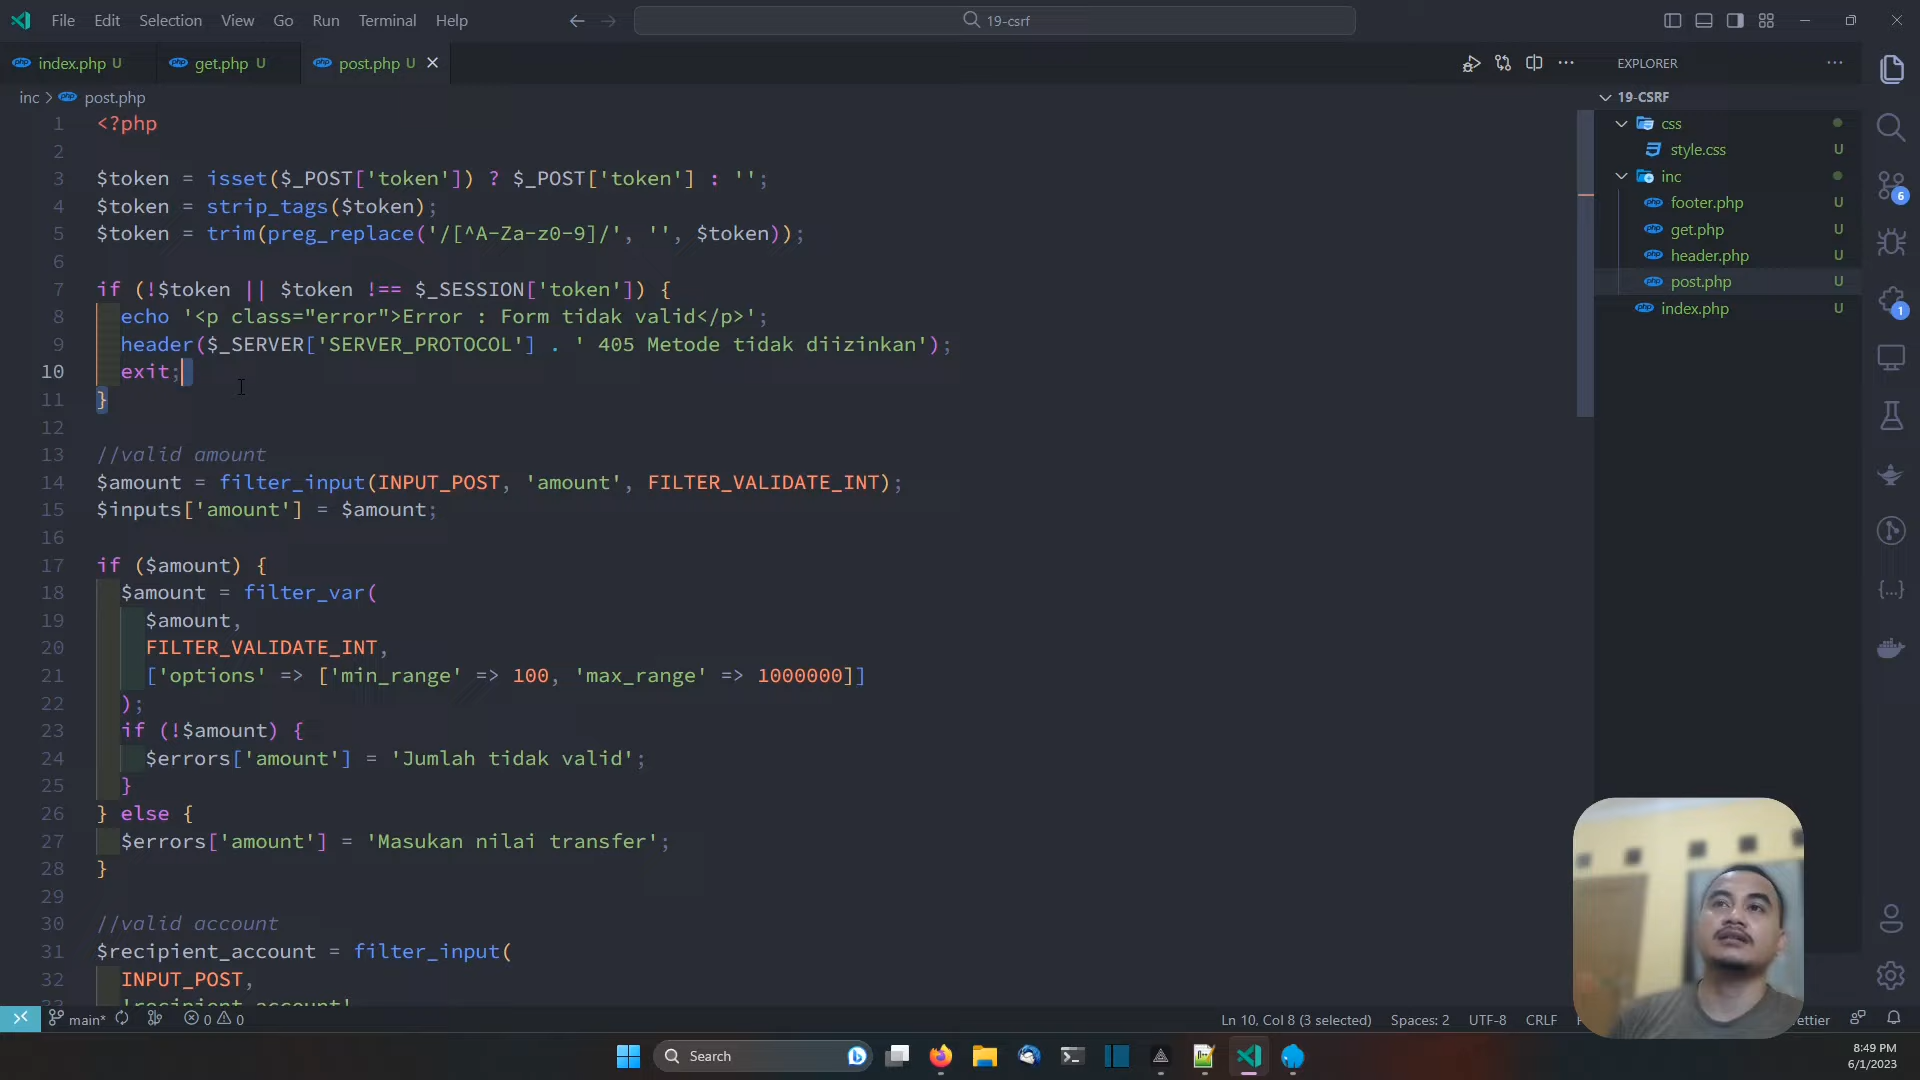 File Edit Selection View Go Run Terminal Help
19-csrf
index.php U
get.php U
post.php U
EXPLORER
inc > post.php
19-CSRF
1 <?php
2
3 $token = isset($_POST['token']) ? $_POST['token'] : '';
4 $token = strip_tags($token);
5 $token = trim(preg_replace('/[^A-Za-z0-9]/', '', $token));
6
7 if (!$token || $token !== $_SESSION['token']) {
8 echo '<p class="error">Error : Form tidak valid</p>';
9 header($_SERVER['SERVER_PROTOCOL'] . ' 405 Metode tidak diizinkan');
10 exit;
11 }
12
13 //valid amount
14 $amount = filter_input(INPUT_POST, 'amount', FILTER_VALIDATE_INT);
15 $inputs['amount'] = $amount;
16
17 if ($amount) {
18 $amount = filter_var(
19 $amount,
20 FILTER_VALIDATE_INT,
21 ['options' => ['min_range' => 100, 'max_range' => 1000000]]
22 );
23 if (!$amount) {
24 $errors['amount'] = 'Jumlah tidak valid';
25 }
26 } else {
27 $errors['amount'] = 'Masukan nilai transfer';
28 }
29
30 //valid account
31 $recipient_account = filter_input(
32 INPUT_POST,
33 'recipient_account'
css
style.css U
inc
footer.php U
get.php U
header.php U
post.php U
index.php U
6
1
main*
0 0
Ln 10, Col 8 (3 selected)
Spaces: 2
UTF-8
CRLF
Search
8:49 PM
6/1/2023